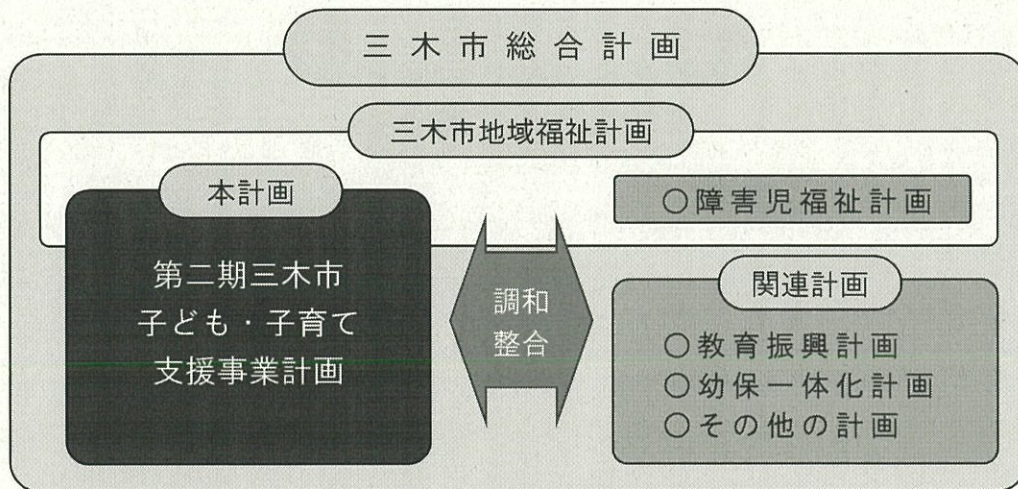 三木市総合計画
三木市地域福祉計画
本計画
第二期三木市
子ども・子育て
支援事業計画
調和
整合
○障害児福祉計画
関連計画
○教育振興計画
○幼保一体化計画
○その他の計画